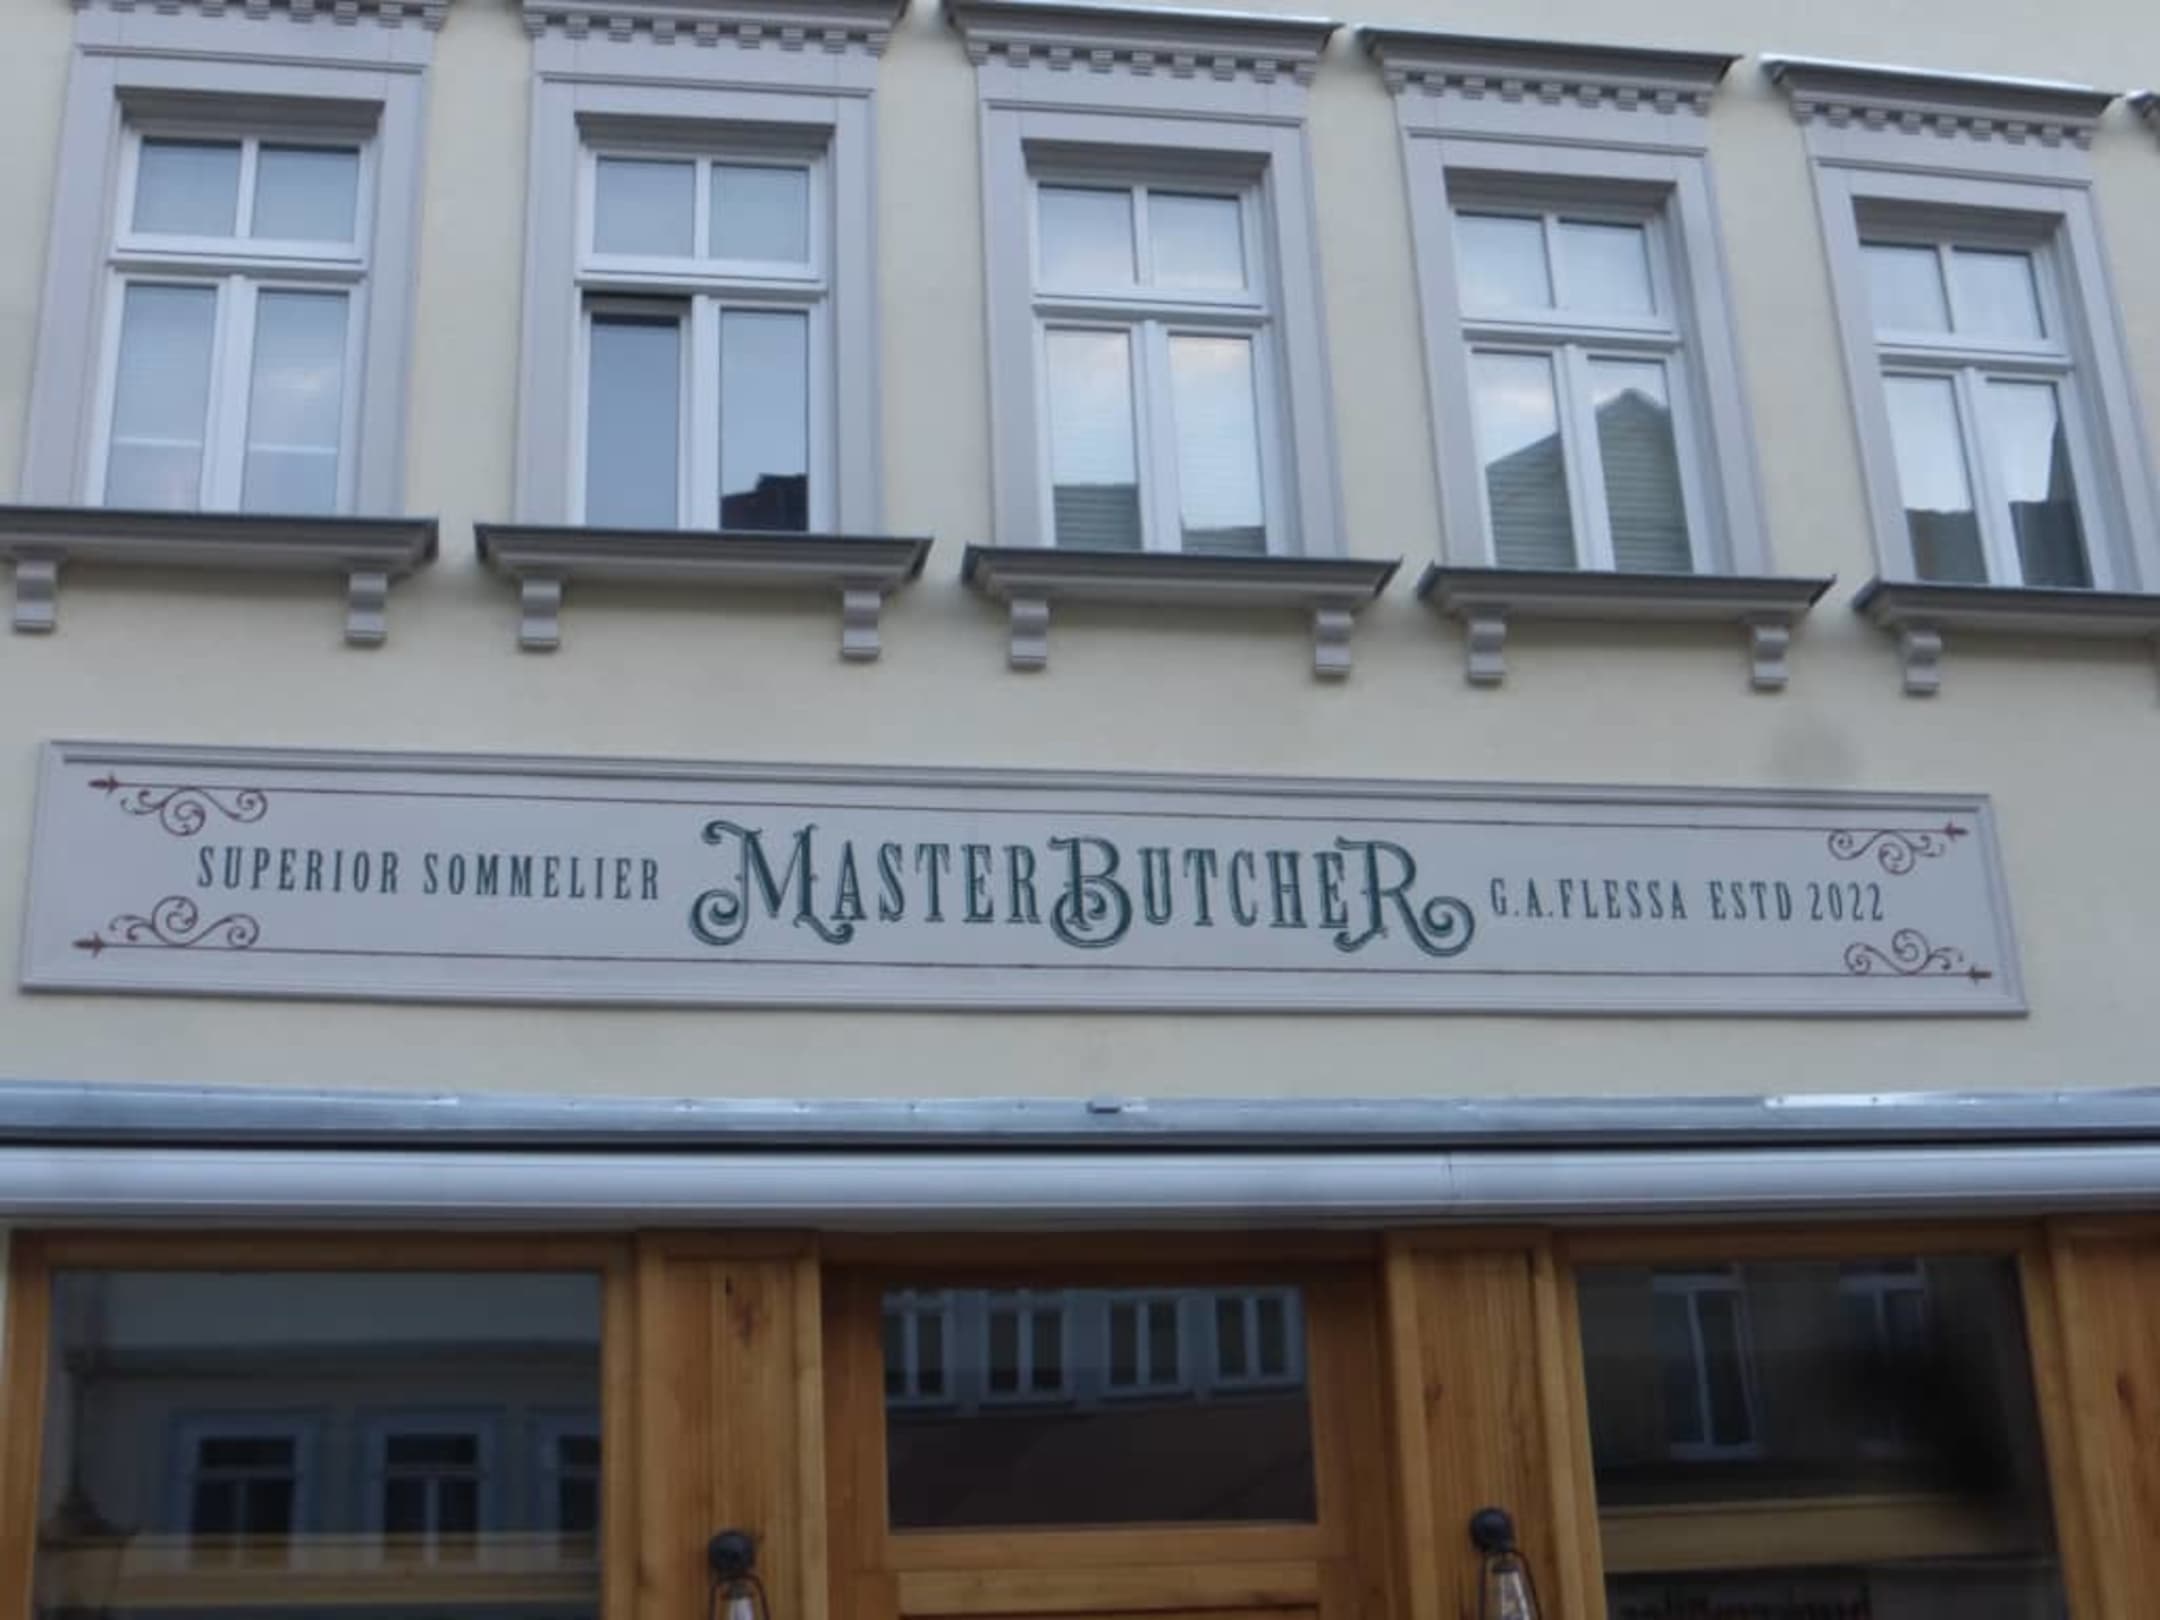 SUPERIOR SOMMELIER MASTERBUTCHER G.A.FLESSA ESTD 2022